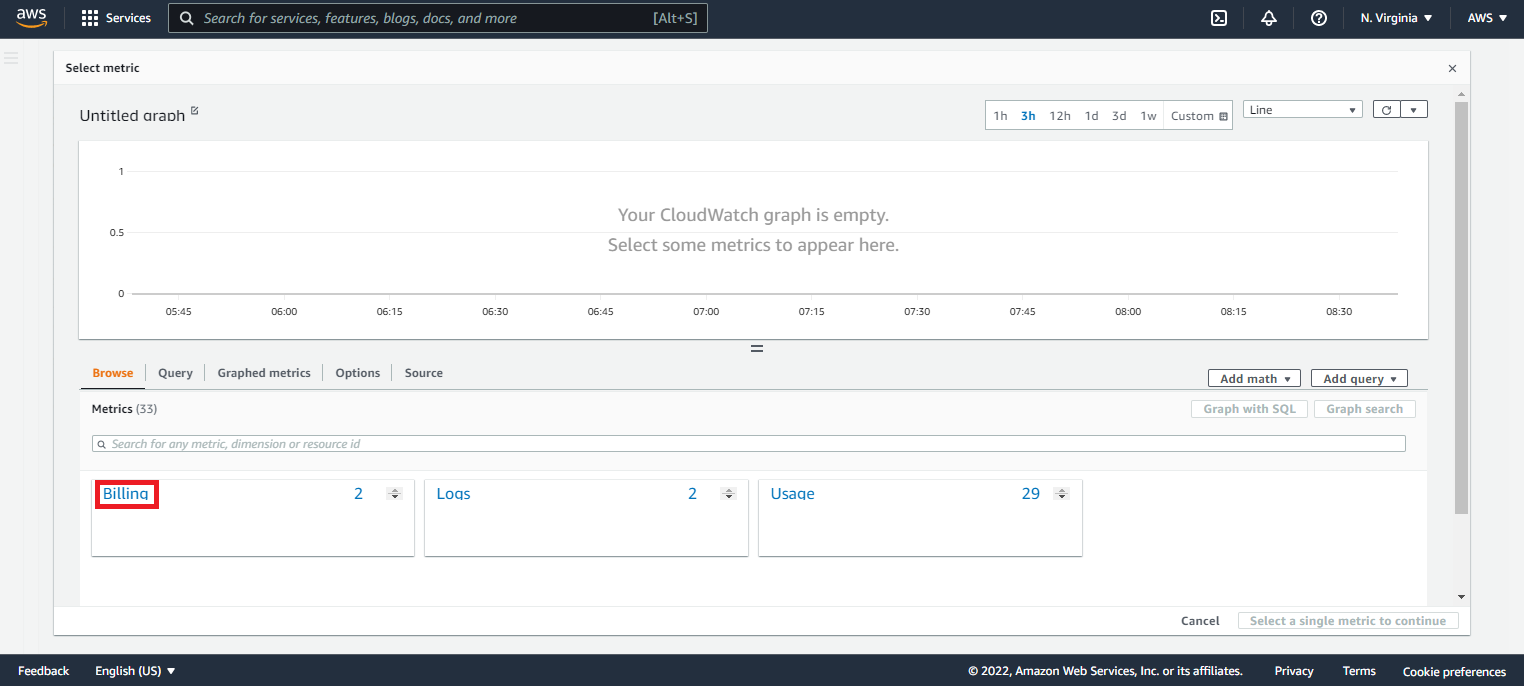 aws Services Search for services, features, blogs, docs, and more [Alt+S] N. Virginia ▼ AWS ▼
Select metric ×
Untitled graph 1h 3h 12h 1d 3d 1w Custom Line
1
Your CloudWatch graph is empty.
0.5
Select some metrics to appear here.
0
05:45 06:00 06:15 06:30 06:45 07:00 07:15 07:30 07:45 08:00 08:15 08:30
Browse Query Graphed metrics Options Source Add math ▼ Add query ▼
Metrics (33) Graph with SQL Graph search
Search for any metric, dimension or resource id
Billing 2 Logs 2 Usage 29
Cancel Select a single metric to continue
Feedback English (US) ▼ © 2022, Amazon Web Services, Inc. or its affiliates. Privacy Terms Cookie preferences